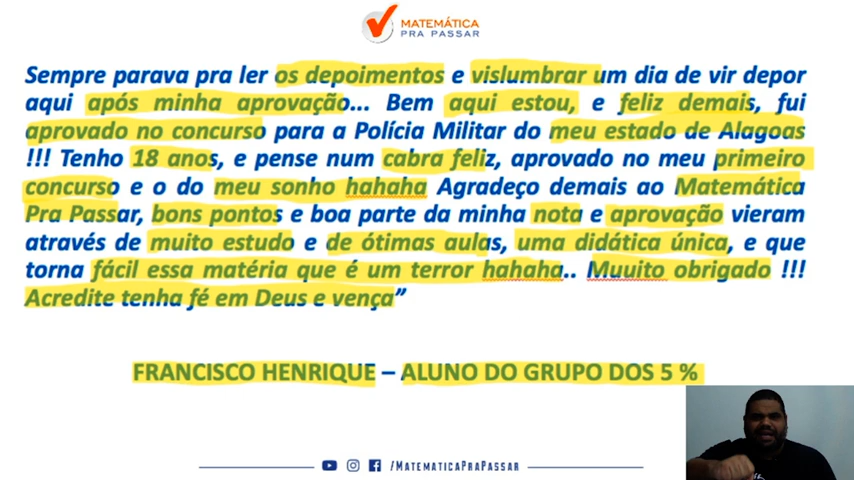 MATEMÁTICA
PRA PASSAR
Sempre parava pra ler os depoimentos e vislumbrar um dia de vir depor
aqui após minha aprovação... Bem aqui estou, e feliz demais, fui
aprovado no concurso para a Polícia Militar do meu estado de Alagoas
!!! Tenho 18 anos, e pense num cabra feliz, aprovado no meu primeiro
concurso e o do meu sonho hahaha Agradeço demais ao Matemática
Pra Passar, bons pontos e boa parte da minha nota e aprovação vieram
através de muito estudo e de ótimas aulas, uma didática única, e que
torna fácil essa matéria que é um terror hahaha.. Muuito obrigado !!!
Acredite tenha fé em Deus e vença”
FRANCISCO HENRIQUE – ALUNO DO GRUPO DOS 5 %
/MATEMATICAPRAPASSAR